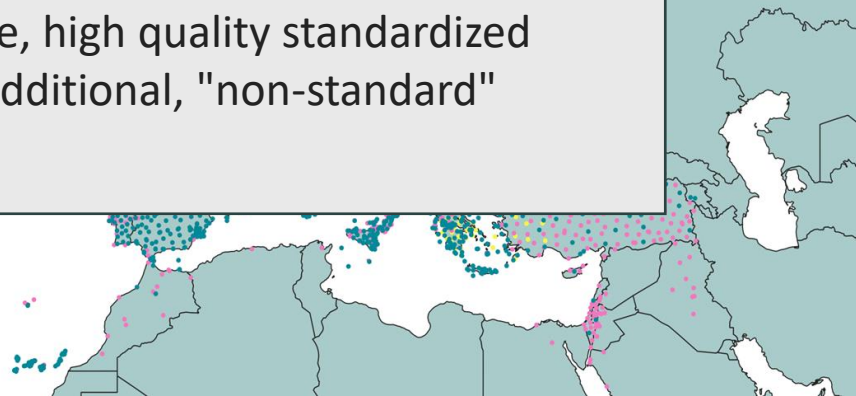 e, high quality standardized
dditional, "non-standard"